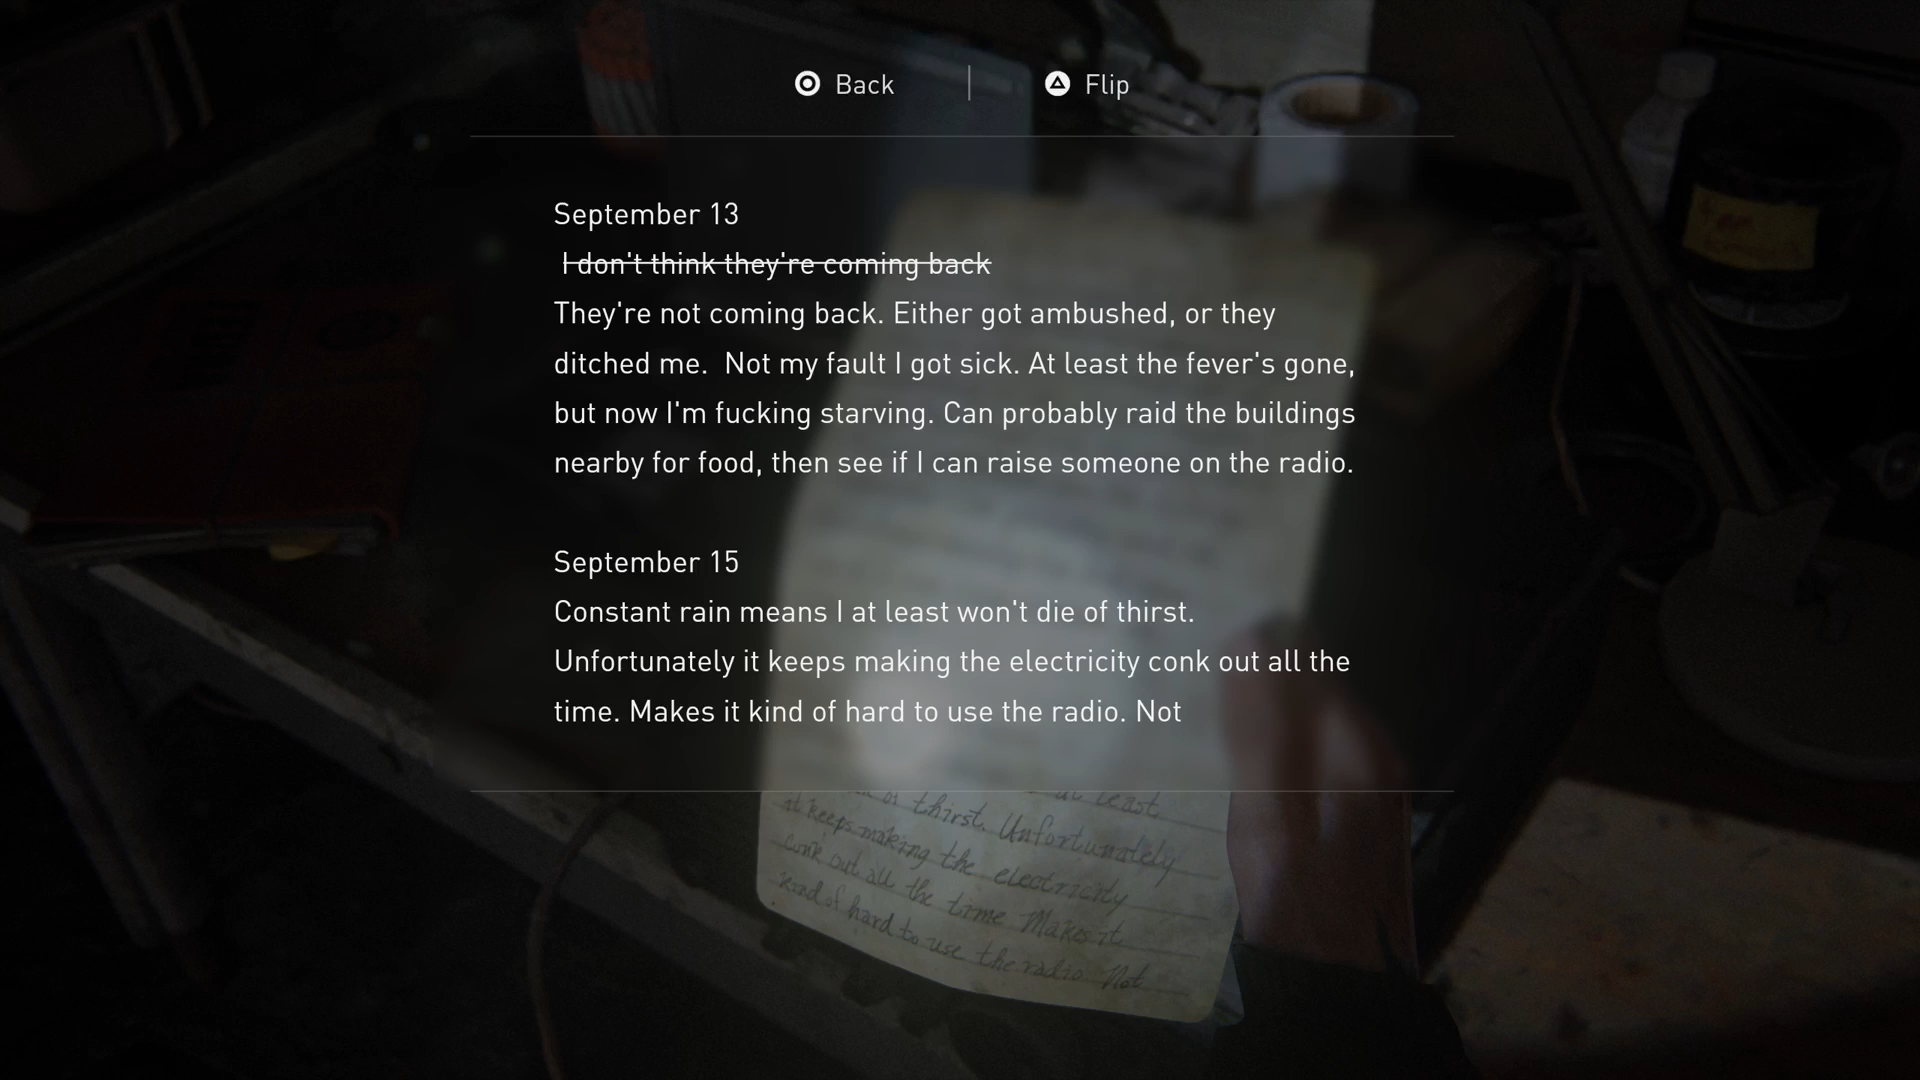 Back | Flip
September 13
I don't think they're coming back
They're not coming back. Either got ambushed, or they
ditched me.  Not my fault I got sick. At least the fever's gone,
but now I'm fucking starving. Can probably raid the buildings
nearby for food, then see if I can raise someone on the radio.
September 15
Constant rain means I at least won't die of thirst.
Unfortunately it keeps making the electricity conk out all the
time. Makes it kind of hard to use the radio. Not
at least
of thirst. Unfortunately
it keeps making the electricity
conk out all the time Makes it
kind of hard to use the radio. Not